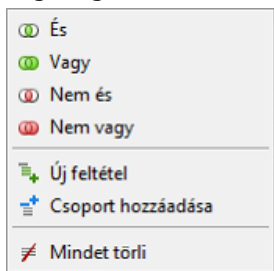 És
Vagy
Nem és
Nem vagy
Új feltétel
Csoport hozzáadása
Mindet törli